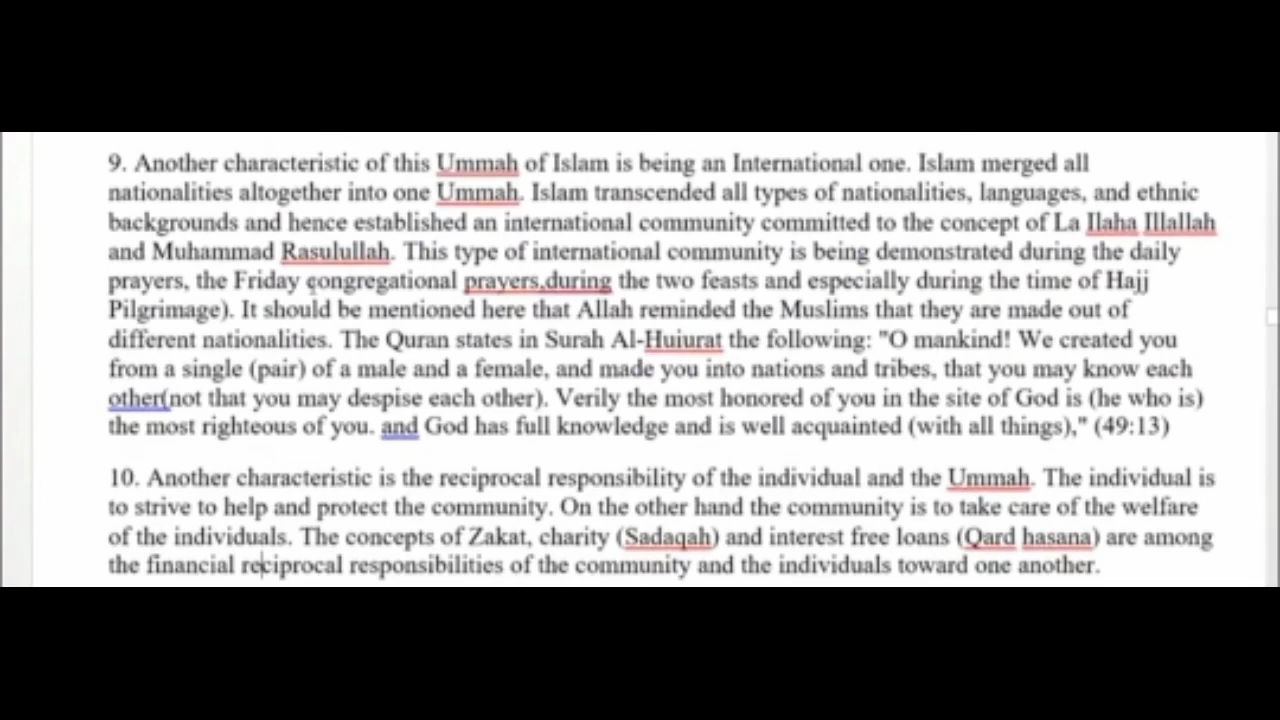 9. Another characteristic of this Ummah of Islam is being an International one. Islam merged all
nationalities altogether into one Ummah. Islam transcended all types of nationalities, languages, and ethnic
backgrounds and hence established an international community committed to the concept of La Ilaha Illallah
and Muhammad Rasulullah. This type of international community is being demonstrated during the daily
prayers, the Friday congregational prayers,during the two feasts and especially during the time of Hajj
Pilgrimage). It should be mentioned here that Allah reminded the Muslims that they are made out of
different nationalities. The Quran states in Surah Al-Huiurat the following: "O mankind! We created you
from a single (pair) of a male and a female, and made you into nations and tribes, that you may know each
other(not that you may despise each other). Verily the most honored of you in the site of God is (he who is)
the most righteous of you. and God has full knowledge and is well acquainted (with all things)," (49:13)
10. Another characteristic is the reciprocal responsibility of the individual and the Ummah. The individual is
to strive to help and protect the community. On the other hand the community is to take care of the welfare
of the individuals. The concepts of Zakat, charity (Sadaqah) and interest free loans (Qard hasana) are among
the financial reciprocal responsibilities of the community and the individuals toward one another.